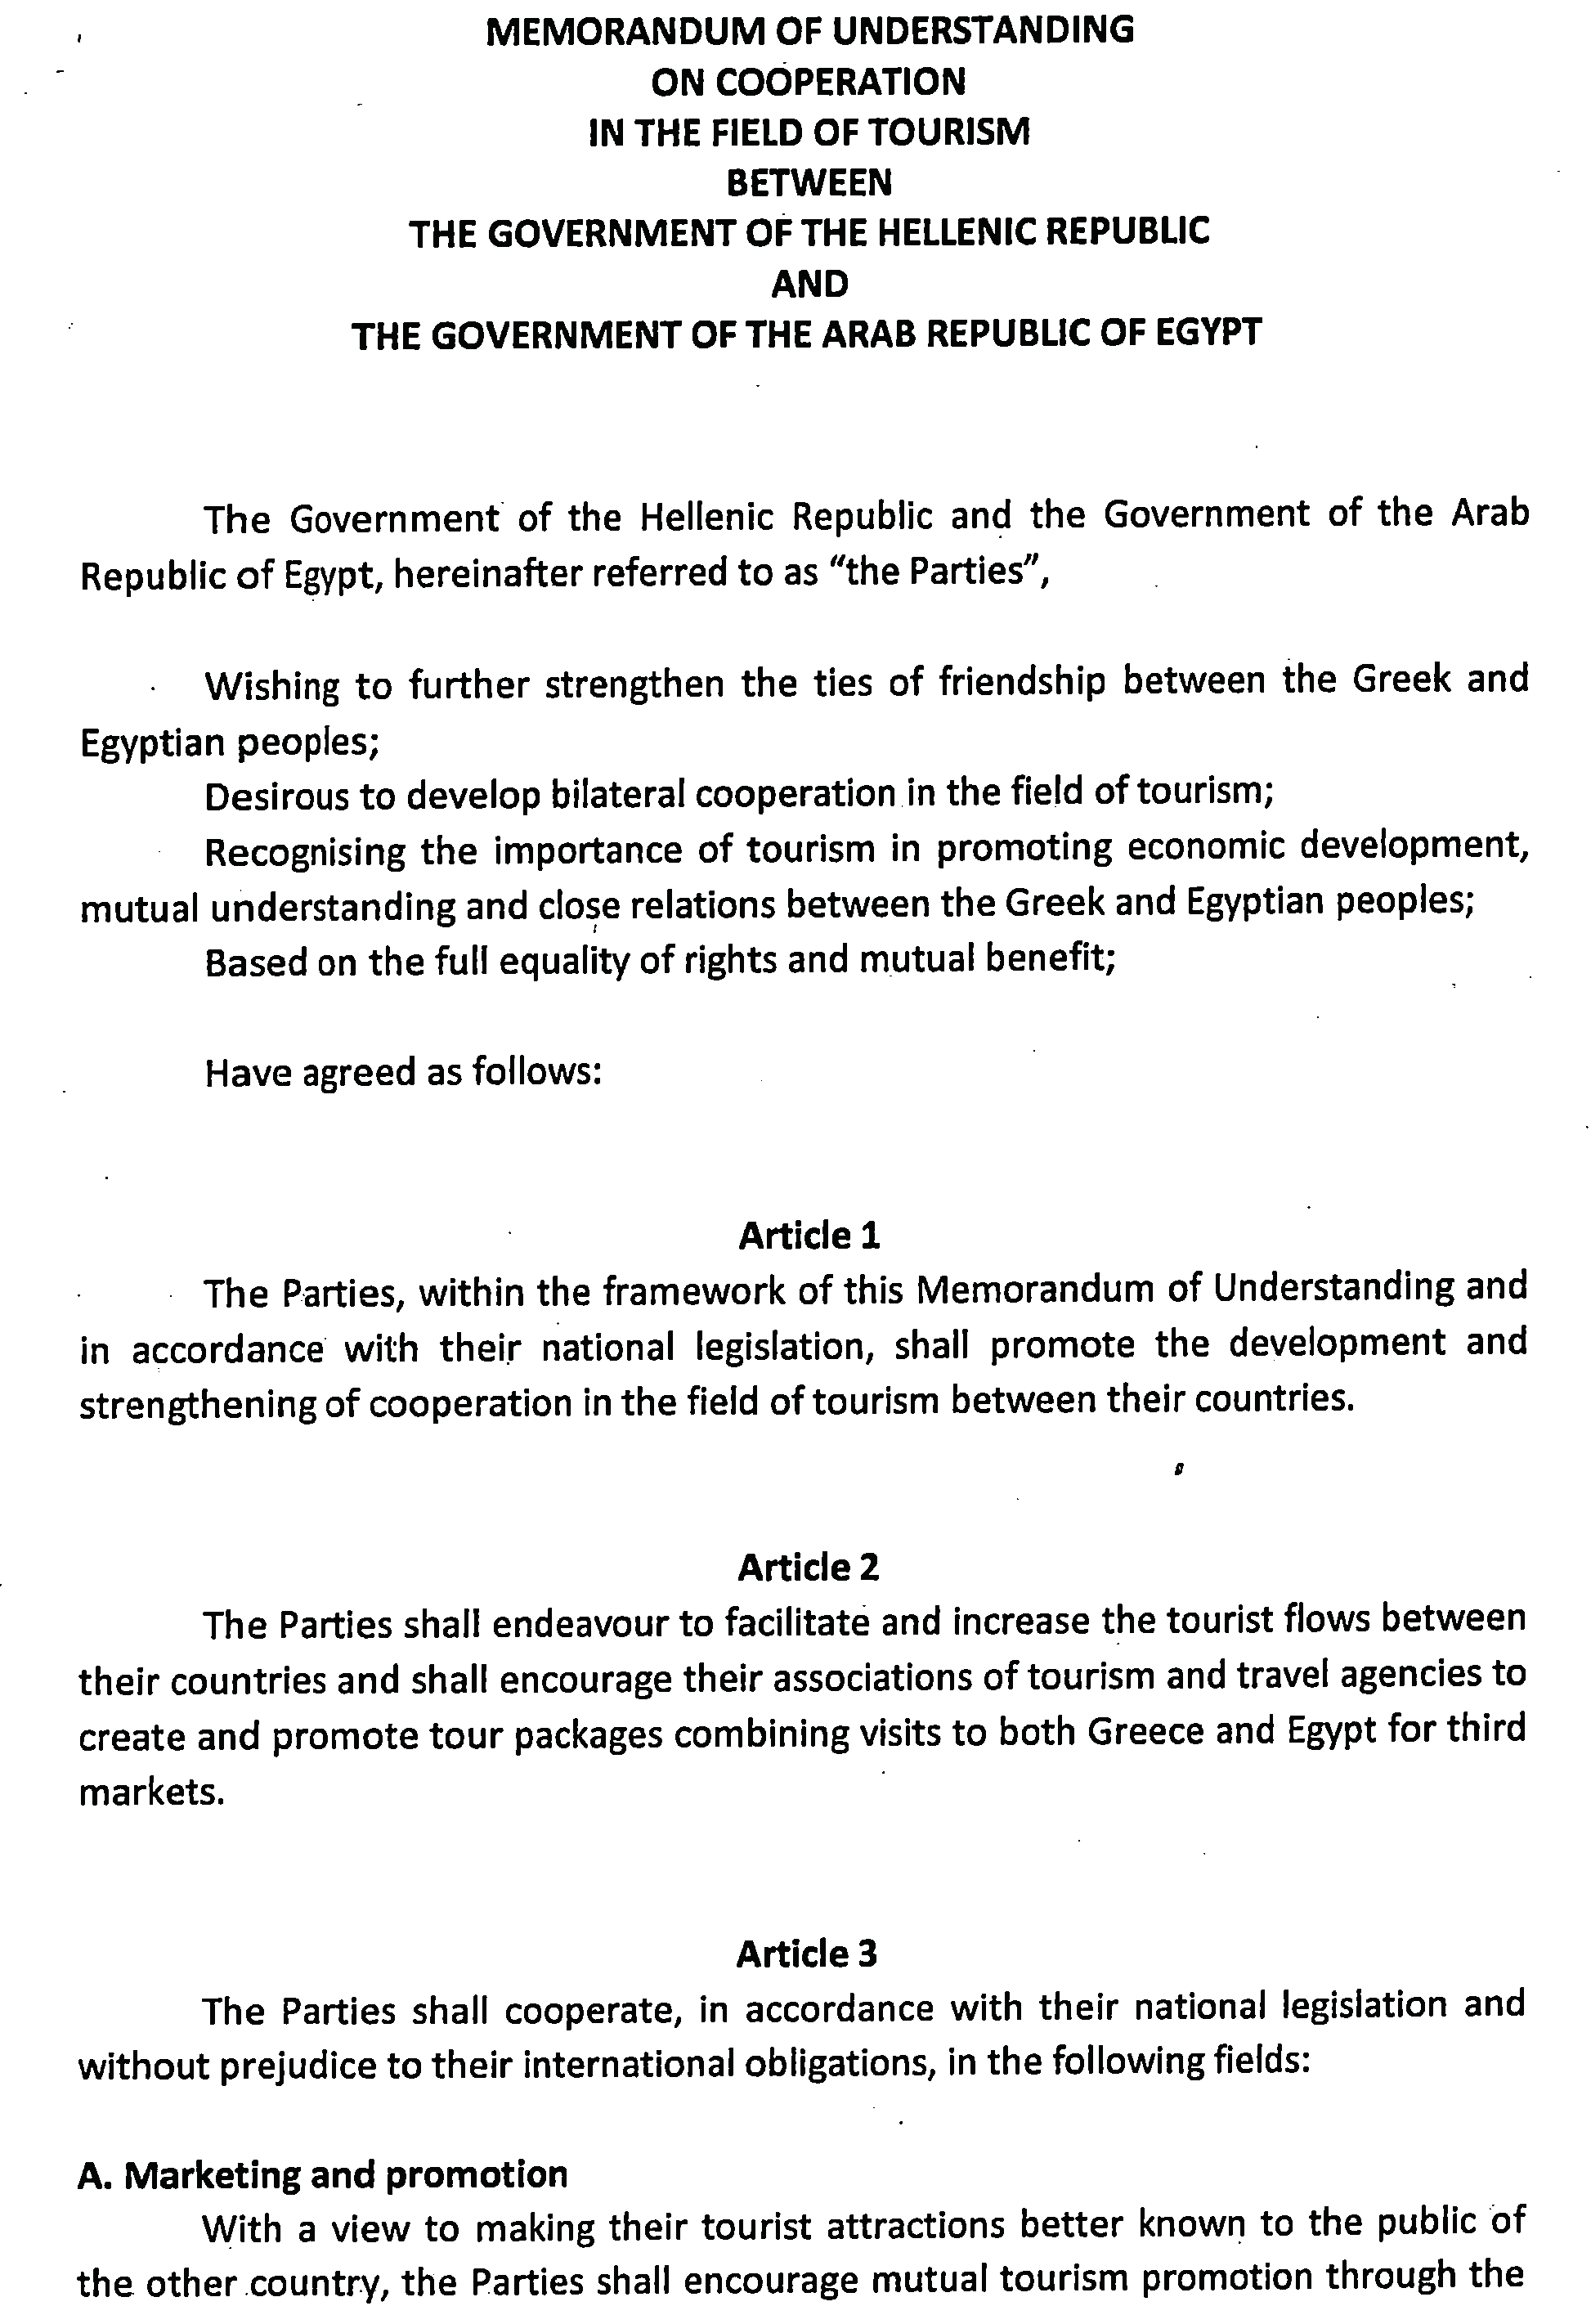 MEMORANDUM OF UNDERSTANDING
ON COOPERATION
IN THE FIELD OF TOURISM
BETWEEN
THE GOVERNMENT OF THE HELLENIC REPUBLIC
AND
THE GOVERNMENT OF THE ARAB REPUBLIC OF EGYPT
The Government of the Hellenic Republic and the Government of the Arab
Republic of Egypt, hereinafter referred to as “the Parties”,
Wishing to further strengthen the ties of friendship between the Greek and
Egyptian peoples;
Desirous to develop bilateral cooperation in the field of tourism;
Recognising the importance of tourism in promoting economic development,
mutual understanding and close relations between the Greek and Egyptian peoples;
Based on the full equality of rights and mutual benefit;
Have agreed as follows:
Article 1
The Parties, within the framework of this Memorandum of Understanding and
in accordance with their national legislation, shall promote the development and
strengthening of cooperation in the field of tourism between their countries.
Article 2
The Parties shall endeavour to facilitate and increase the tourist flows between
their countries and shall encourage their associations of tourism and travel agencies to
create and promote tour packages combining visits to both Greece and Egypt for third
markets.
Article 3
The Parties shall cooperate, in accordance with their national legislation and
without prejudice to their international obligations, in the following fields:
A. Marketing and promotion
With a view to making their tourist attractions better known to the public of
the other country, the Parties shall encourage mutual tourism promotion through the